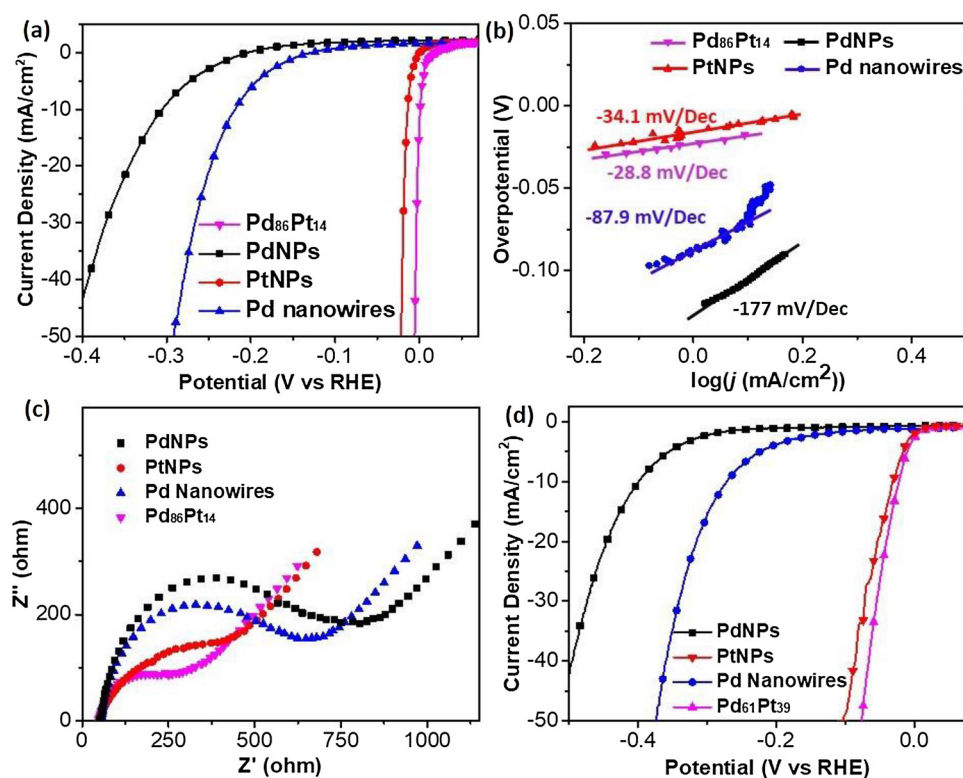 (a)
0
-10
-20
-30
-40
-50
Current Density (mA/cm²)
Pd₈₆Pt₁₄
PdNPs
PtNPs
Pd nanowires
-0.4 -0.3 -0.2 -0.1 0.0
Potential (V vs RHE)
(b)
0.05
0.00
-0.05
-0.10
Overpotential (V)
Pd₈₆Pt₁₄ PdNPs
PtNPs Pd nanowires
-34.1 mV/Dec
-28.8 mV/Dec
-87.9 mV/Dec
-177 mV/Dec
-0.2 0.0 0.2 0.4
log(j (mA/cm²))
(c)
400
200
0
Z'' (ohm)
PdNPs
PtNPs
Pd Nanowires
Pd₈₆Pt₁₄
0 250 500 750 1000
Z' (ohm)
(d)
0
-10
-20
-30
-40
-50
Current Density (mA/cm²)
PdNPs
PtNPs
Pd Nanowires
Pd₆₁Pt₃₉
-0.4 -0.2 0.0
Potential (V vs RHE)